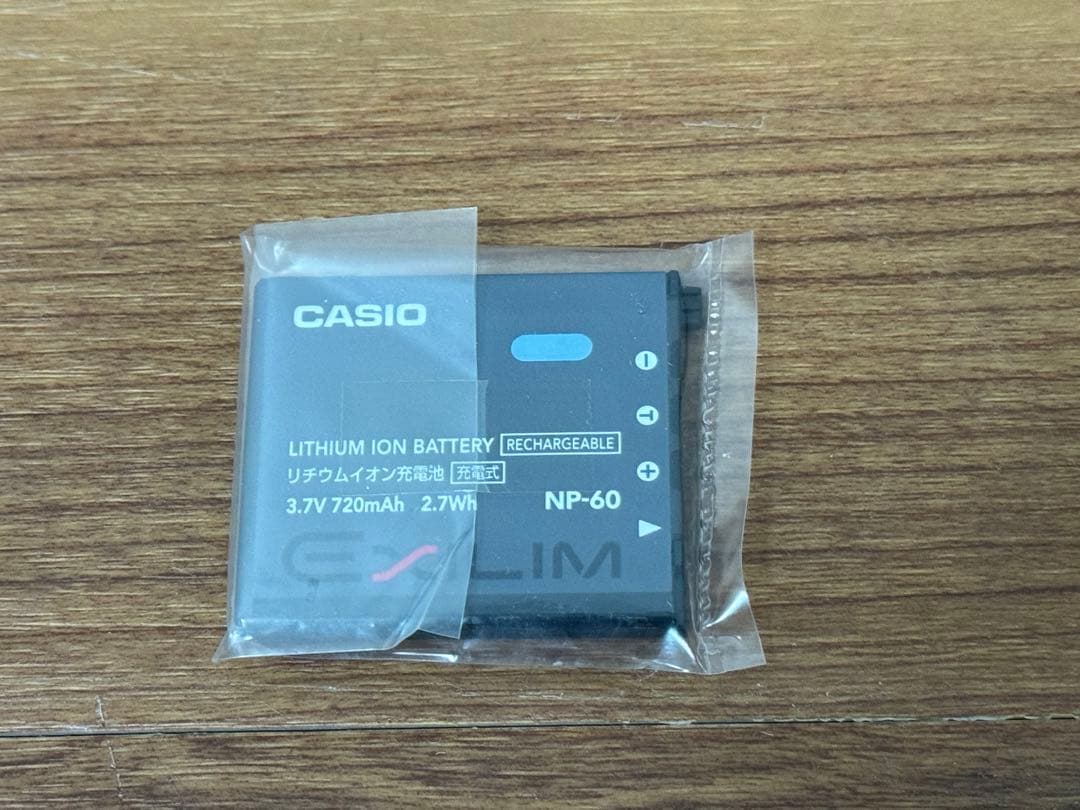 CASIO
LITHIUM ION BATTERY RECHARGEABLE
リチウムイオン充電池 充電式
3.7V 720mAh 2.7Wh NP-60
EXILIM
T